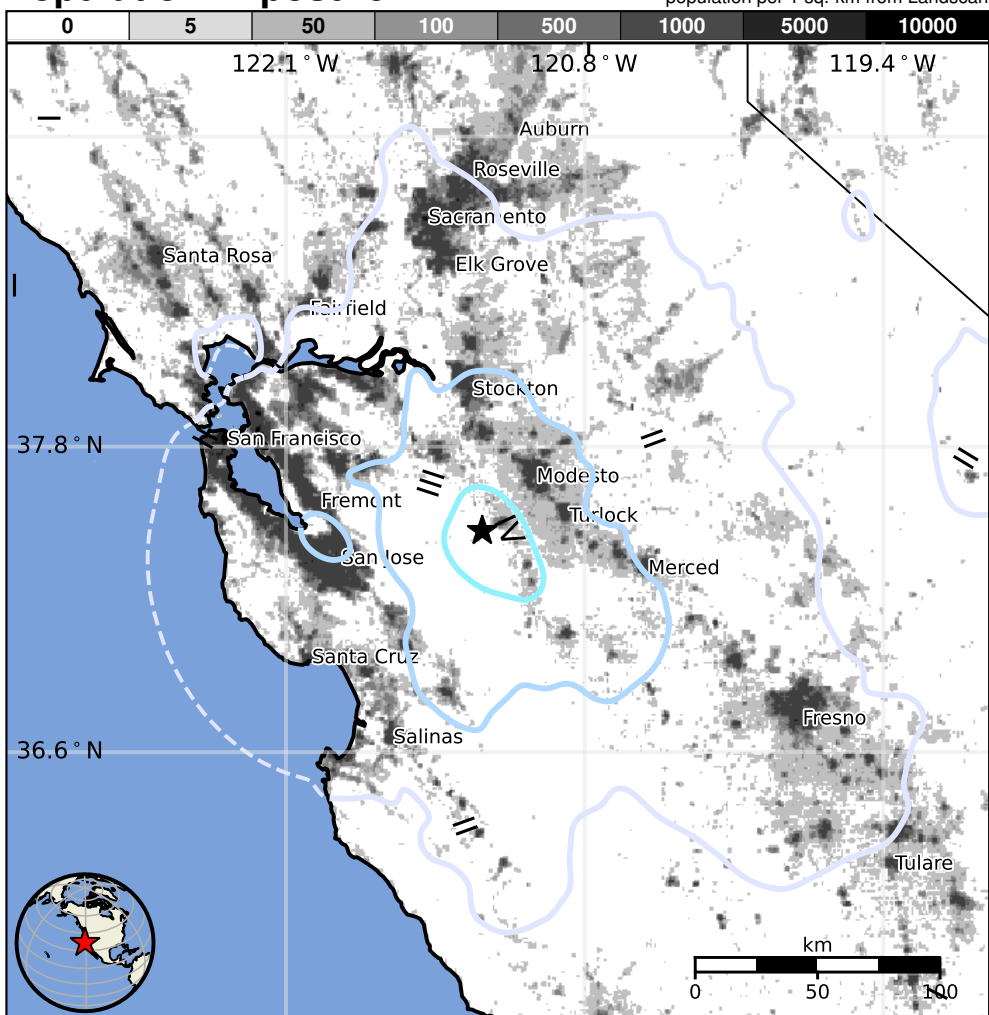 population per 1 sq. km from Landscan
0 5 50 100 500 1000 5000 10000
122.1°W 120.8°W 119.4°W
Auburn
Roseville
Sacramento
Santa Rosa
Elk Grove
Fairfield
Stockton
San Francisco
37.8°N
Modesto
Fremont
Turlock
San Jose
Merced
IV
Santa Cruz
Fresno
Salinas
36.6°N
Tulare
km
0 50 100